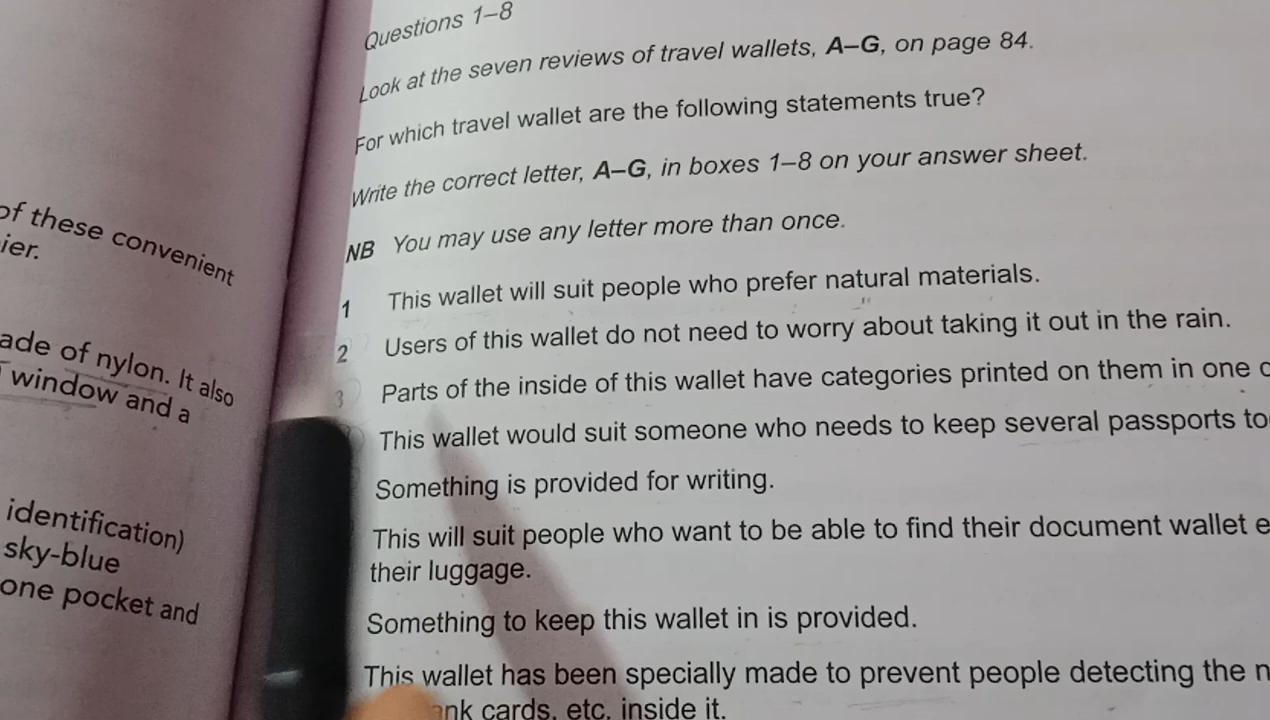 of these convenient
ier.
ade of nylon. It also
window and a
identification)
sky-blue
one pocket and
Questions 1–8
Look at the seven reviews of travel wallets, A–G, on page 84.
For which travel wallet are the following statements true?
Write the correct letter, A–G, in boxes 1–8 on your answer sheet.
NB You may use any letter more than once.
1 This wallet will suit people who prefer natural materials.
2 Users of this wallet do not need to worry about taking it out in the rain.
3 Parts of the inside of this wallet have categories printed on them in one
This wallet would suit someone who needs to keep several passports to
Something is provided for writing.
This will suit people who want to be able to find their document wallet
their luggage.
Something to keep this wallet in is provided.
This wallet has been specially made to prevent people detecting the
ank cards, etc. inside it.